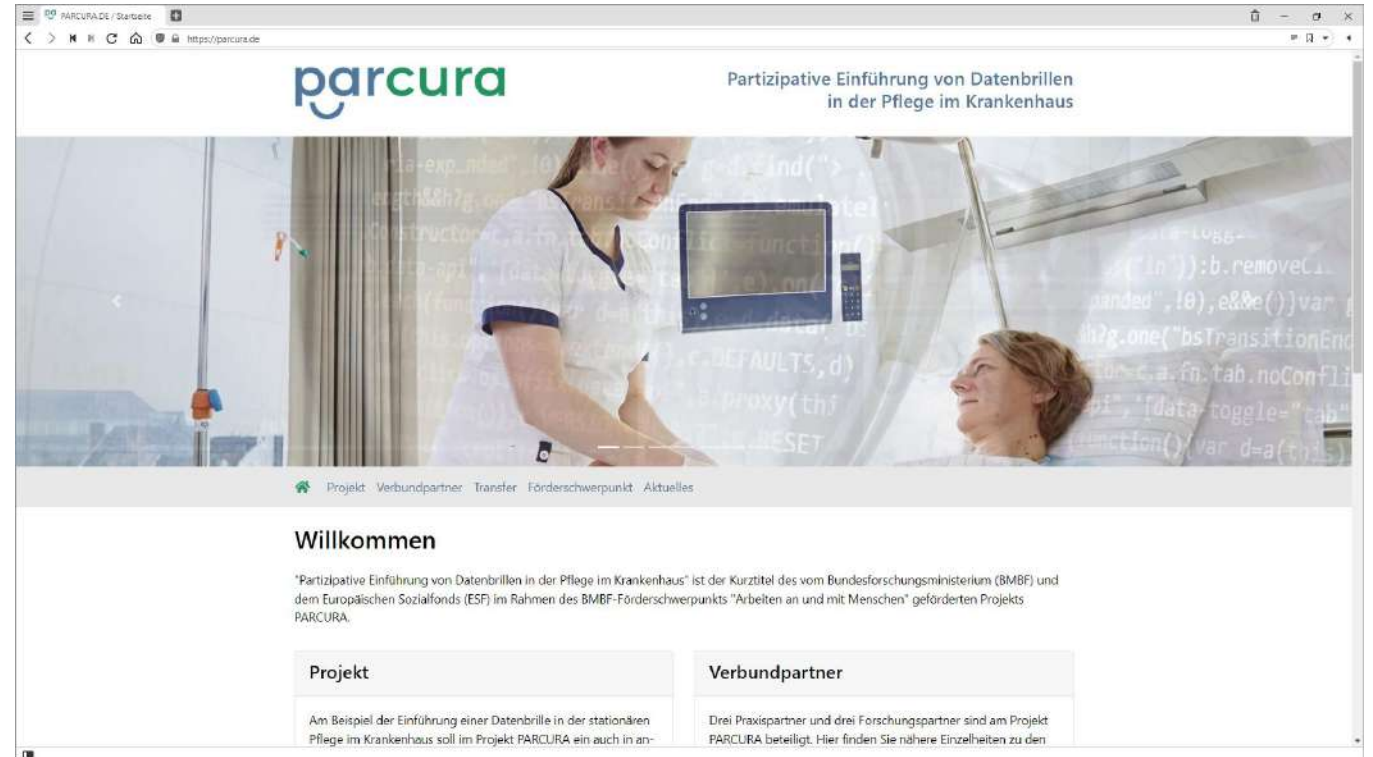 PARCURA.DE / Startseite
https://parcura.de
parcura
Partizipative Einführung von Datenbrillen
in der Pflege im Krankenhaus
Projekt Verbundpartner Transfer Förderschwerpunkt Aktuelles
Willkommen
"Partizipative Einführung von Datenbrillen in der Pflege im Krankenhaus" ist der Kurztitel des vom Bundesforschungsministerium (BMBF) und
dem Europäischen Sozialfonds (ESF) im Rahmen des BMBF-Förderschwerpunkts "Arbeiten an und mit Menschen" geförderten Projekts
PARCURA.
Projekt
Am Beispiel der Einführung einer Datenbrille in der stationären
Pflege im Krankenhaus soll im Projekt PARCURA ein auch in an-
Verbundpartner
Drei Praxispartner und drei Forschungspartner sind am Projekt
PARCURA beteiligt. Hier finden Sie nähere Einzelheiten zu den